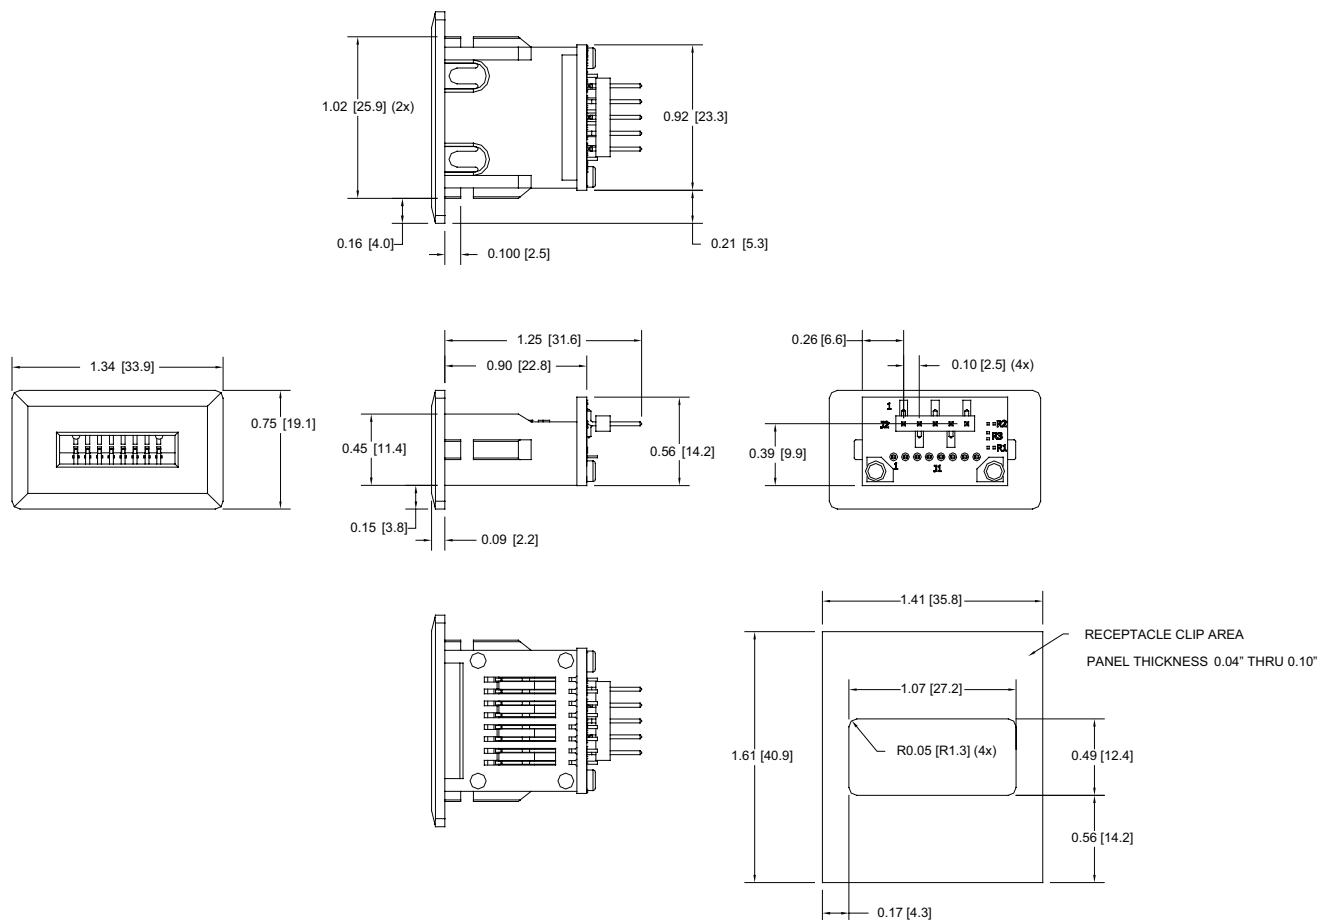 1.02 [25.9] (2x)
0.92 [23.3]
0.16 [4.0]
0.100 [2.5]
0.21 [5.3]
1.34 [33.9]
0.75 [19.1]
1.25 [31.6]
0.90 [22.8]
0.45 [11.4]
0.56 [14.2]
0.15 [3.8]
0.09 [2.2]
0.26 [6.6]
0.10 [2.5] (4x)
0.39 [9.9]
1
J2
R2
R3
R1
1
J1
1.41 [35.8]
RECEPTACLE CLIP AREA
PANEL THICKNESS 0.04" THRU 0.10"
1.07 [27.2]
R0.05 [R1.3] (4x)
1.61 [40.9]
0.49 [12.4]
0.56 [14.2]
0.17 [4.3]